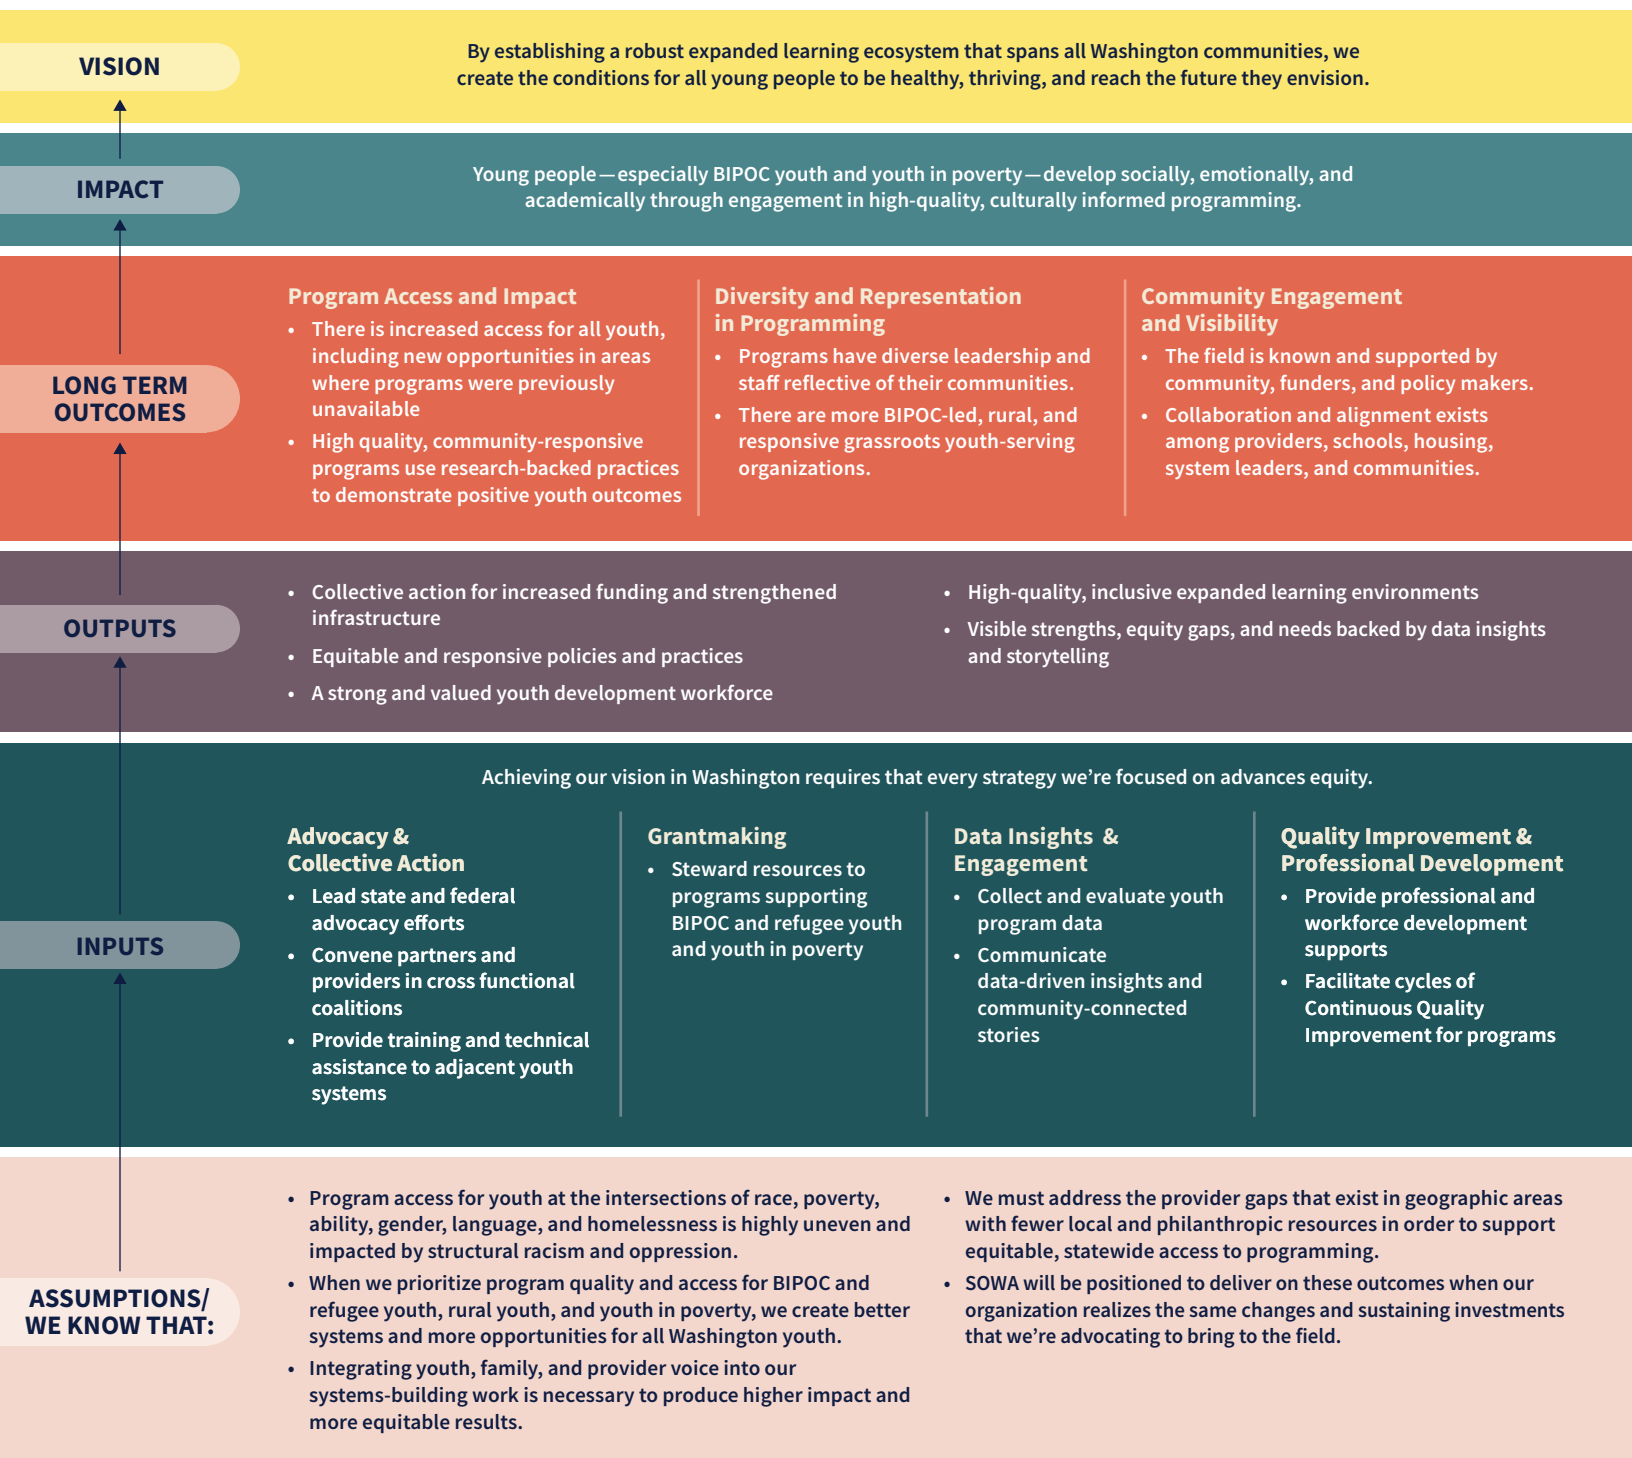 VISION
By establishing a robust expanded learning ecosystem that spans all Washington communities, we
create the conditions for all young people to be healthy, thriving, and reach the future they envision.
IMPACT
Young people—especially BIPOC youth and youth in poverty—develop socially, emotionally, and
academically through engagement in high-quality, culturally informed programming.
LONG TERM
OUTCOMES
Program Access and Impact
• There is increased access for all youth,
including new opportunities in areas
where programs were previously
unavailable
• High quality, community-responsive
programs use research-backed practices
to demonstrate positive youth outcomes
Diversity and Representation
in Programming
• Programs have diverse leadership and
staff reflective of their communities.
• There are more BIPOC-led, rural, and
responsive grassroots youth-serving
organizations.
Community Engagement
and Visibility
• The field is known and supported by
community, funders, and policy makers.
• Collaboration and alignment exists
among providers, schools, housing,
system leaders, and communities.
OUTPUTS
• Collective action for increased funding and strengthened
infrastructure
• Equitable and responsive policies and practices
• A strong and valued youth development workforce
• High-quality, inclusive expanded learning environments
• Visible strengths, equity gaps, and needs backed by data insights
and storytelling
INPUTS
Achieving our vision in Washington requires that every strategy we’re focused on advances equity.
Advocacy &
Collective Action
• Lead state and federal
advocacy efforts
• Convene partners and
providers in cross functional
coalitions
• Provide training and technical
assistance to adjacent youth
systems
Grantmaking
• Steward resources to
programs supporting
BIPOC and refugee youth
and youth in poverty
Data Insights &
Engagement
• Collect and evaluate youth
program data
• Communicate
data-driven insights and
community-connected
stories
Quality Improvement &
Professional Development
• Provide professional and
workforce development
supports
• Facilitate cycles of
Continuous Quality
Improvement for programs
ASSUMPTIONS/
WE KNOW THAT:
• Program access for youth at the intersections of race, poverty,
ability, gender, language, and homelessness is highly uneven and
impacted by structural racism and oppression.
• When we prioritize program quality and access for BIPOC and
refugee youth, rural youth, and youth in poverty, we create better
systems and more opportunities for all Washington youth.
• Integrating youth, family, and provider voice into our
systems-building work is necessary to produce higher impact and
more equitable results.
• We must address the provider gaps that exist in geographic areas
with fewer local and philanthropic resources in order to support
equitable, statewide access to programming.
• SOWA will be positioned to deliver on these outcomes when our
organization realizes the same changes and sustaining investments
that we’re advocating to bring to the field.